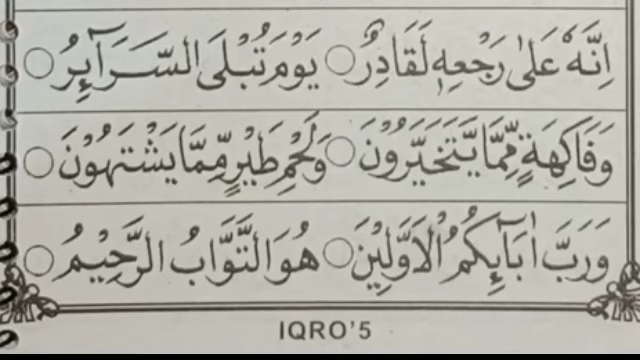 اِنَّهٗ عَلٰى رَجْعِهٖ لَقَادِرٌ ○ يَوْمَ تُبْلَى السَّرَآئِرُ ○
وَفَاكِهَةٍ مِّمَّا يَتَخَيَّرُوْنَ ○ وَلَحْمِ طَيْرٍ مِّمَّا يَشْتَهُوْنَ ○
وَرَبَّ اٰبَآئِكُمُ الْاَوَّلِيْنَ ○ هُوَ التَّوَّابُ الرَّحِيْمُ ○
IQRO'5